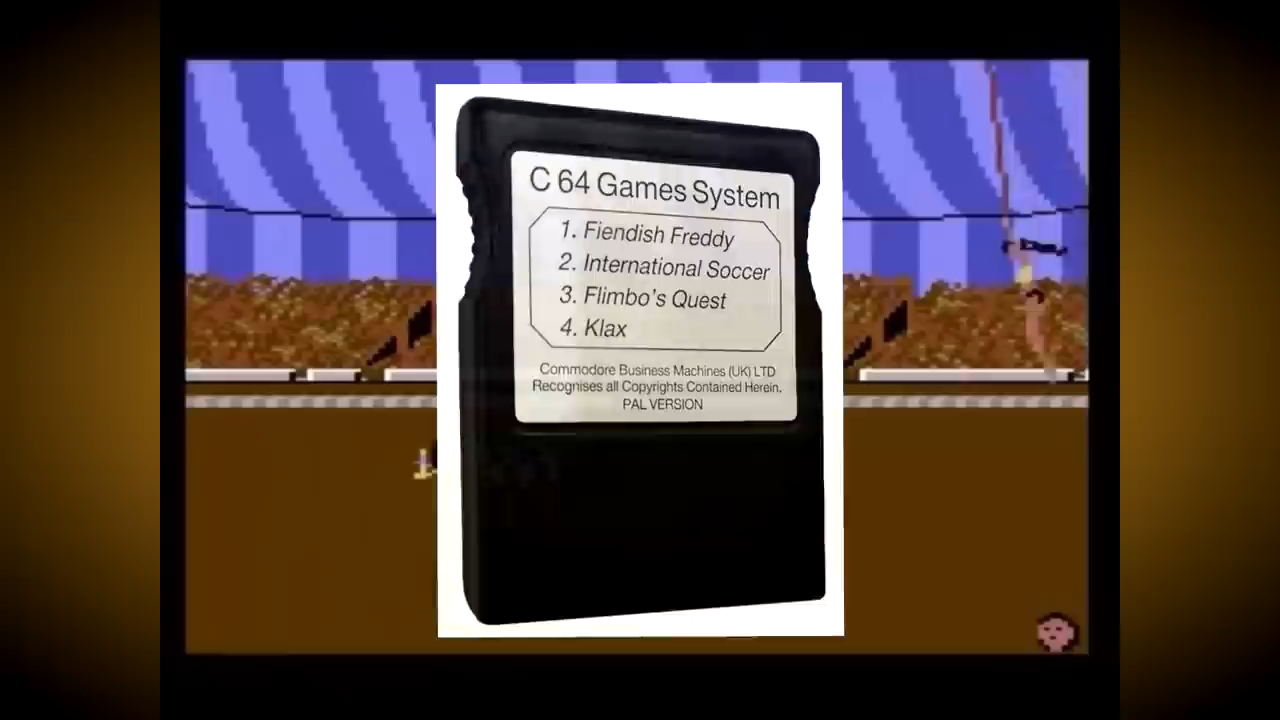 C 64 Games System
1. Fiendish Freddy
2. International Soccer
3. Flimbo's Quest
4. Klax
Commodore Business Machines (UK) LTD
Recognises all Copyrights Contained Herein.
PAL VERSION